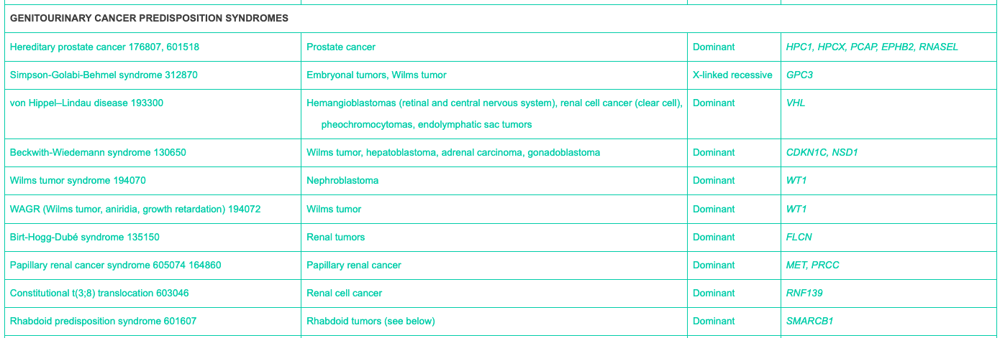 GENITOURINARY CANCER PREDISPOSITION SYNDROMES
Hereditary prostate cancer 176807, 601518 Prostate cancer Dominant HPC1, HPCX, PCAP, EPHB2, RNASEL
Simpson-Golabi-Behmel syndrome 312870 Embryonal tumors, Wilms tumor X-linked recessive GPC3
von Hippel–Lindau disease 193300 Hemangioblastomas (retinal and central nervous system), renal cell cancer (clear cell), Dominant VHL
pheochromocytomas, endolymphatic sac tumors
Beckwith-Wiedemann syndrome 130650 Wilms tumor, hepatoblastoma, adrenal carcinoma, gonadoblastoma Dominant CDKN1C, NSD1
Wilms tumor syndrome 194070 Nephroblastoma Dominant WT1
WAGR (Wilms tumor, aniridia, growth retardation) 194072 Wilms tumor Dominant WT1
Birt-Hogg-Dubé syndrome 135150 Renal tumors Dominant FLCN
Papillary renal cancer syndrome 605074 164860 Papillary renal cancer Dominant MET, PRCC
Constitutional t(3;8) translocation 603046 Renal cell cancer Dominant RNF139
Rhabdoid predisposition syndrome 601607 Rhabdoid tumors (see below) Dominant SMARCB1